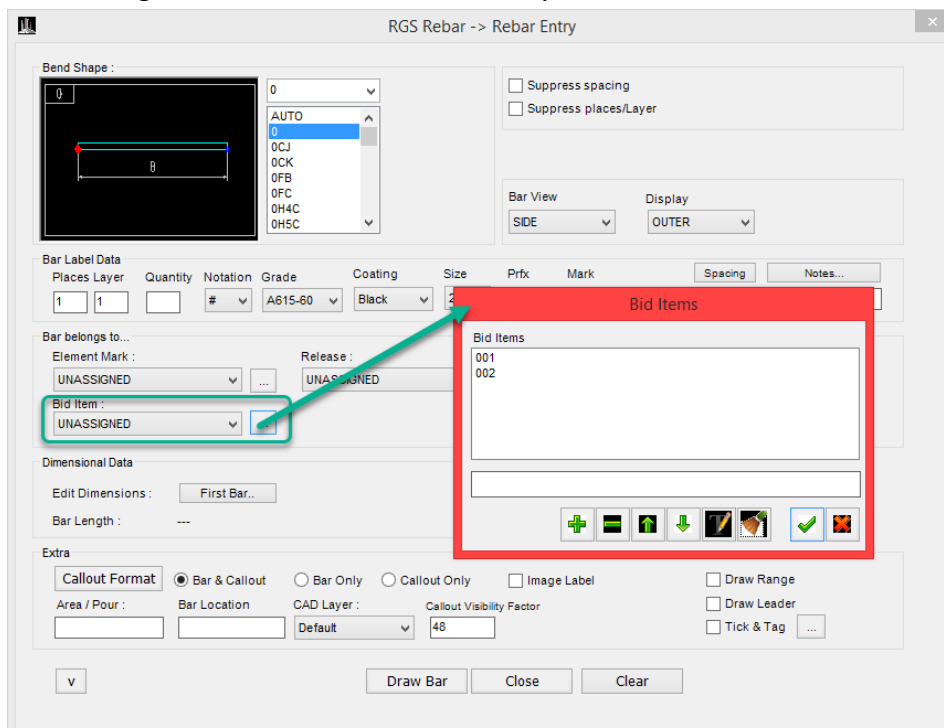 RGS Rebar -> Rebar Entry
Bend Shape :
0
B
0
AUTO
0
0CJ
0CK
0FB
0FC
0H4C
0H5C
Suppress spacing
Suppress places/Layer
Bar View
Display
SIDE
OUTER
Bar Label Data
Places Layer Quantity Notation Grade Coating Size Prfx Mark Spacing Notes...
1 1 # A615-60 Black
Bar belongs to...
Element Mark :
Release :
UNASSIGNED ... UNASSIGNED
Bid Item :
UNASSIGNED
Bid Items
Bid Items
001
002
Dimensional Data
Edit Dimensions : First Bar..
Bar Length : ---
Extra
Callout Format Bar & Callout Bar Only Callout Only Image Label Draw Range
Area / Pour : Bar Location CAD Layer : Callout Visibility Factor Draw Leader
Default 48 Tick & Tag ...
v Draw Bar Close Clear